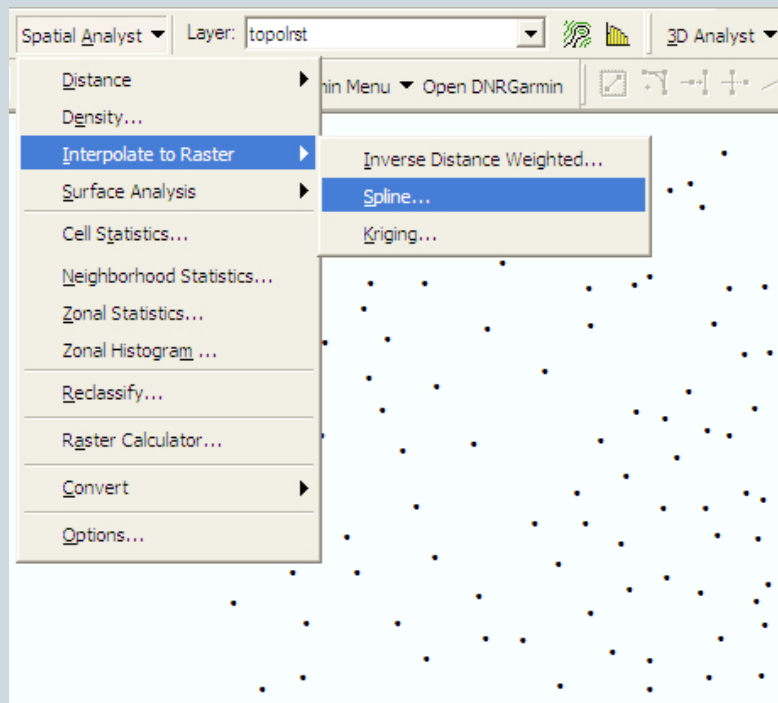 Spatial Analyst Layer: topolrst 3D Analyst
Distance
min Menu Open DNRGarmin
Density...
Interpolate to Raster
Inverse Distance Weighted...
Surface Analysis
Spline...
Cell Statistics...
Kriging...
Neighborhood Statistics...
Zonal Statistics...
Zonal Histogram ...
Reclassify...
Raster Calculator...
Convert
Options...